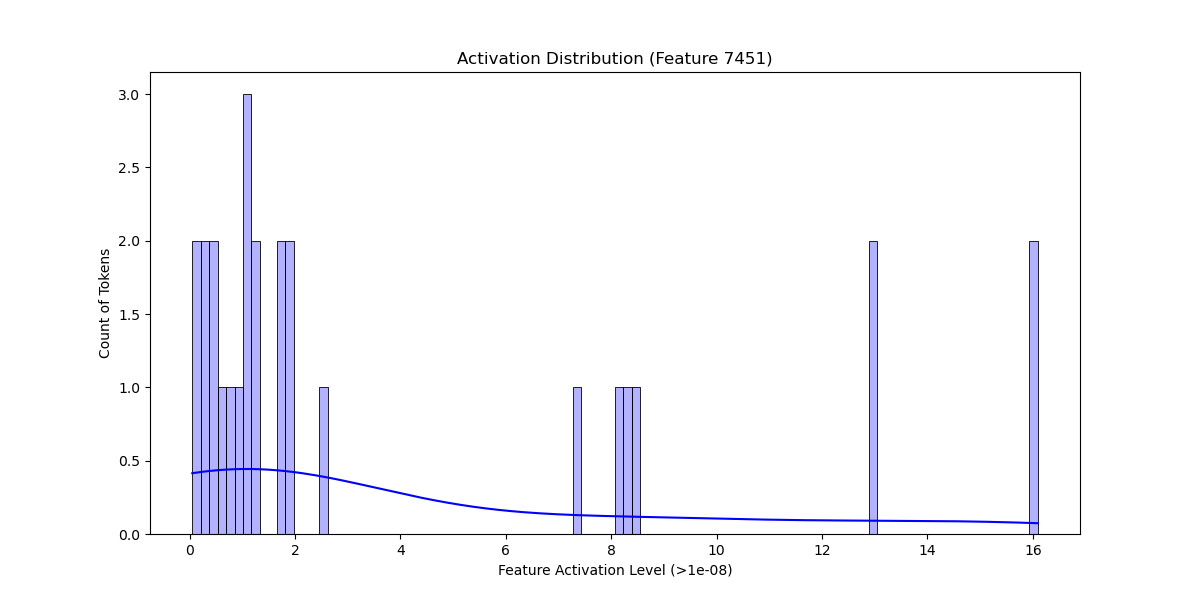 Activation Distribution (Feature 7451)
3.0
2.5
2.0
1.5
1.0
0.5
0.0
Count of Tokens
0 2 4 6 8 10 12 14 16
Feature Activation Level (>1e-08)